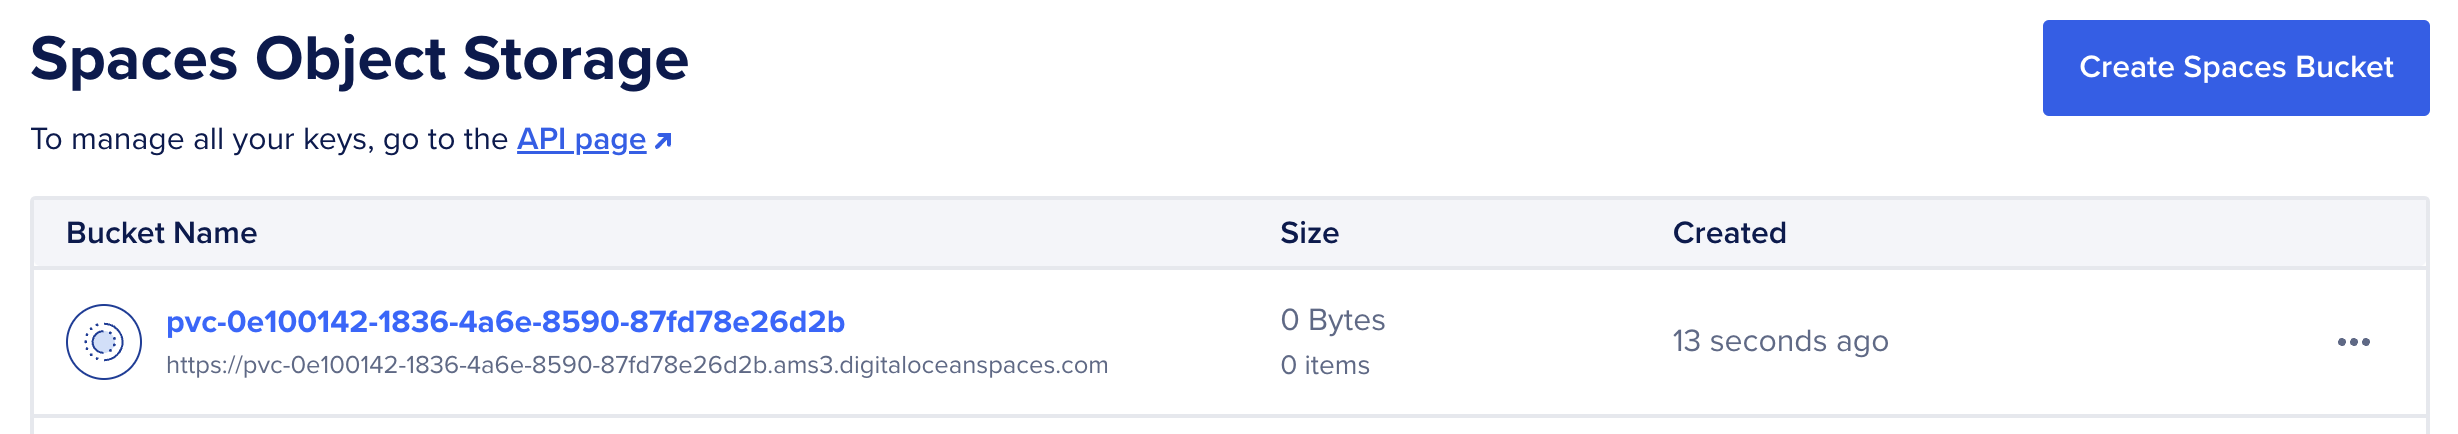 Spaces Object Storage
Create Spaces Bucket
To manage all your keys, go to the API page
Bucket Name Size Created
pvc-0e100142-1836-4a6e-8590-87fd78e26d2b
https://pvc-0e100142-1836-4a6e-8590-87fd78e26d2b.ams3.digitaloceanspaces.com
0 Bytes
0 items
13 seconds ago